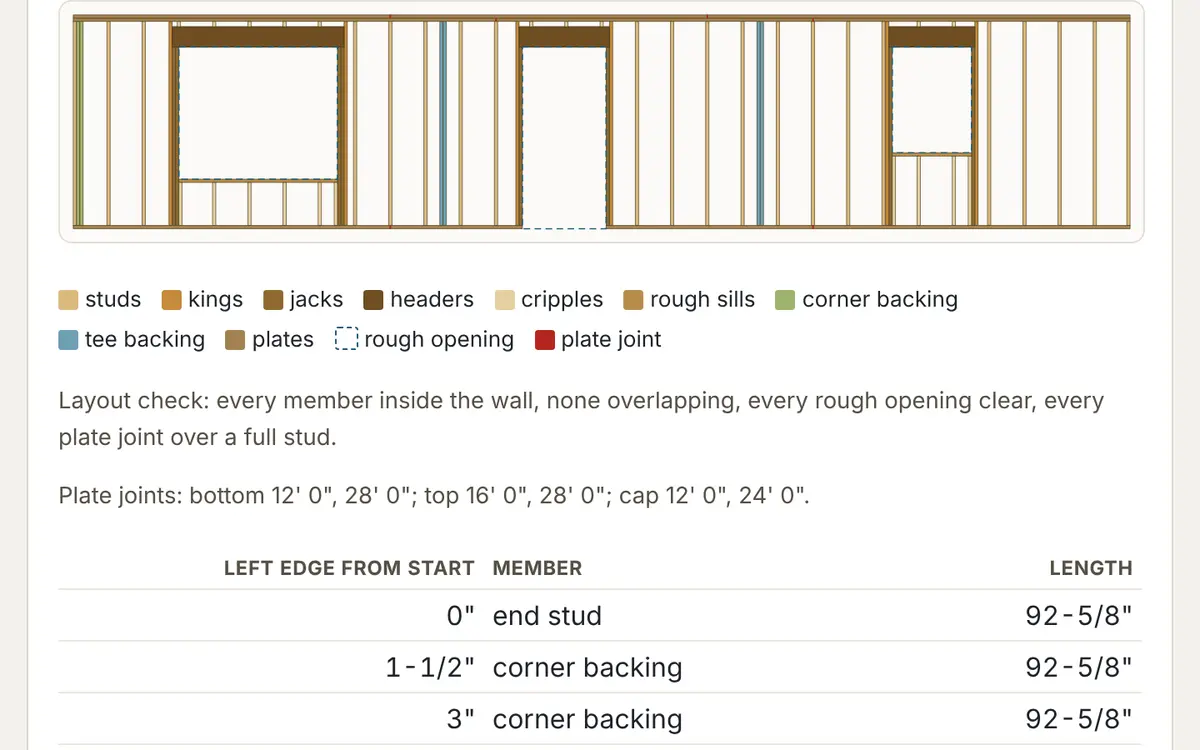 studs kings jacks headers cripples rough sills corner backing
tee backing plates rough opening plate joint
Layout check: every member inside the wall, none overlapping, every rough opening clear, every
plate joint over a full stud.
Plate joints: bottom 12' 0", 28' 0"; top 16' 0", 28' 0"; cap 12' 0", 24' 0".
LEFT EDGE FROM START MEMBER LENGTH
0" end stud 92-5/8"
1-1/2" corner backing 92-5/8"
3" corner backing 92-5/8"